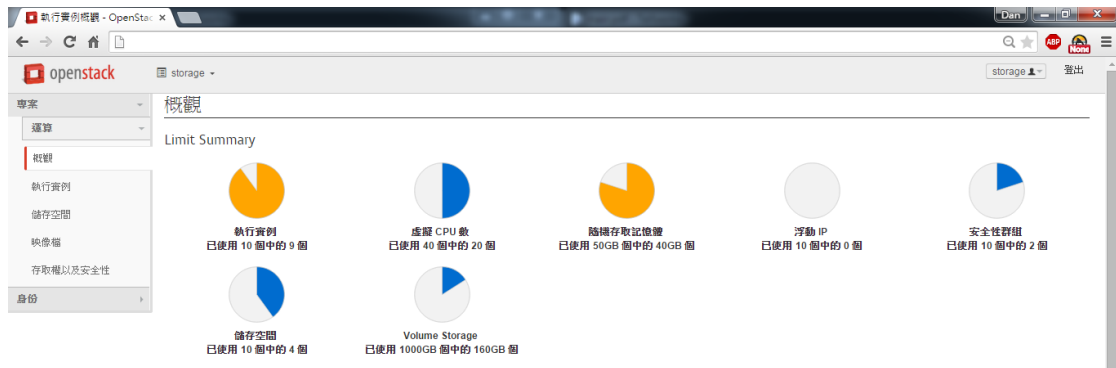 執行實例概觀 - OpenStac
Dan
ABP
None
openstack
storage
storage
登出
專案
運算
概觀
執行實例
儲存空間
映像檔
存取權以及安全性
身份
概觀
Limit Summary
執行實例
已使用 10 個中的 9 個
虛擬 CPU 數
已使用 40 個中的 20 個
隨機存取記憶體
已使用 50GB 個中的 40GB 個
浮動 IP
已使用 10 個中的 0 個
安全性群組
已使用 10 個中的 2 個
儲存空間
已使用 10 個中的 4 個
Volume Storage
已使用 1000GB 個中的 160GB 個